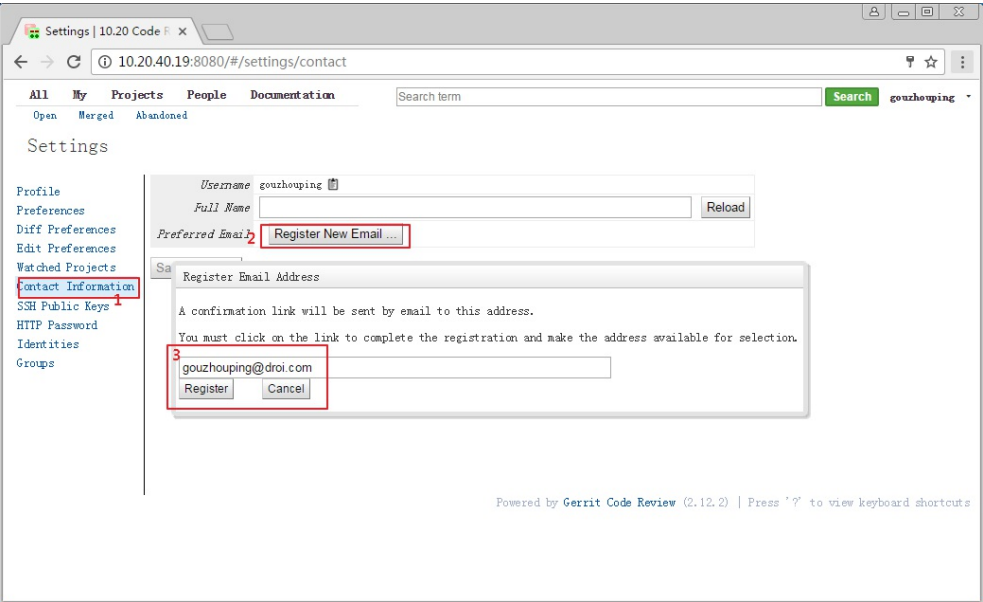 Settings | 10.20 Code R
10.20.40.19:8080/#/settings/contact
All My Projects People Documentation
Search term
Search
gouzhouping
Open Merged Abandoned
Settings
Profile
Preferences
Diff Preferences
Edit Preferences
Watched Projects
Contact Information
1
SSH Public Keys
HTTP Password
Identities
Groups
Username gouzhouping
Full Name
Reload
Preferred Email
2
Register New Email ...
Sa
Register Email Address
A confirmation link will be sent by email to this address.
You must click on the link to complete the registration and make the address available for selection.
3
gouzhouping@droi.com
Register Cancel
Powered by Gerrit Code Review (2.12.2) | Press '?' to view keyboard shortcuts